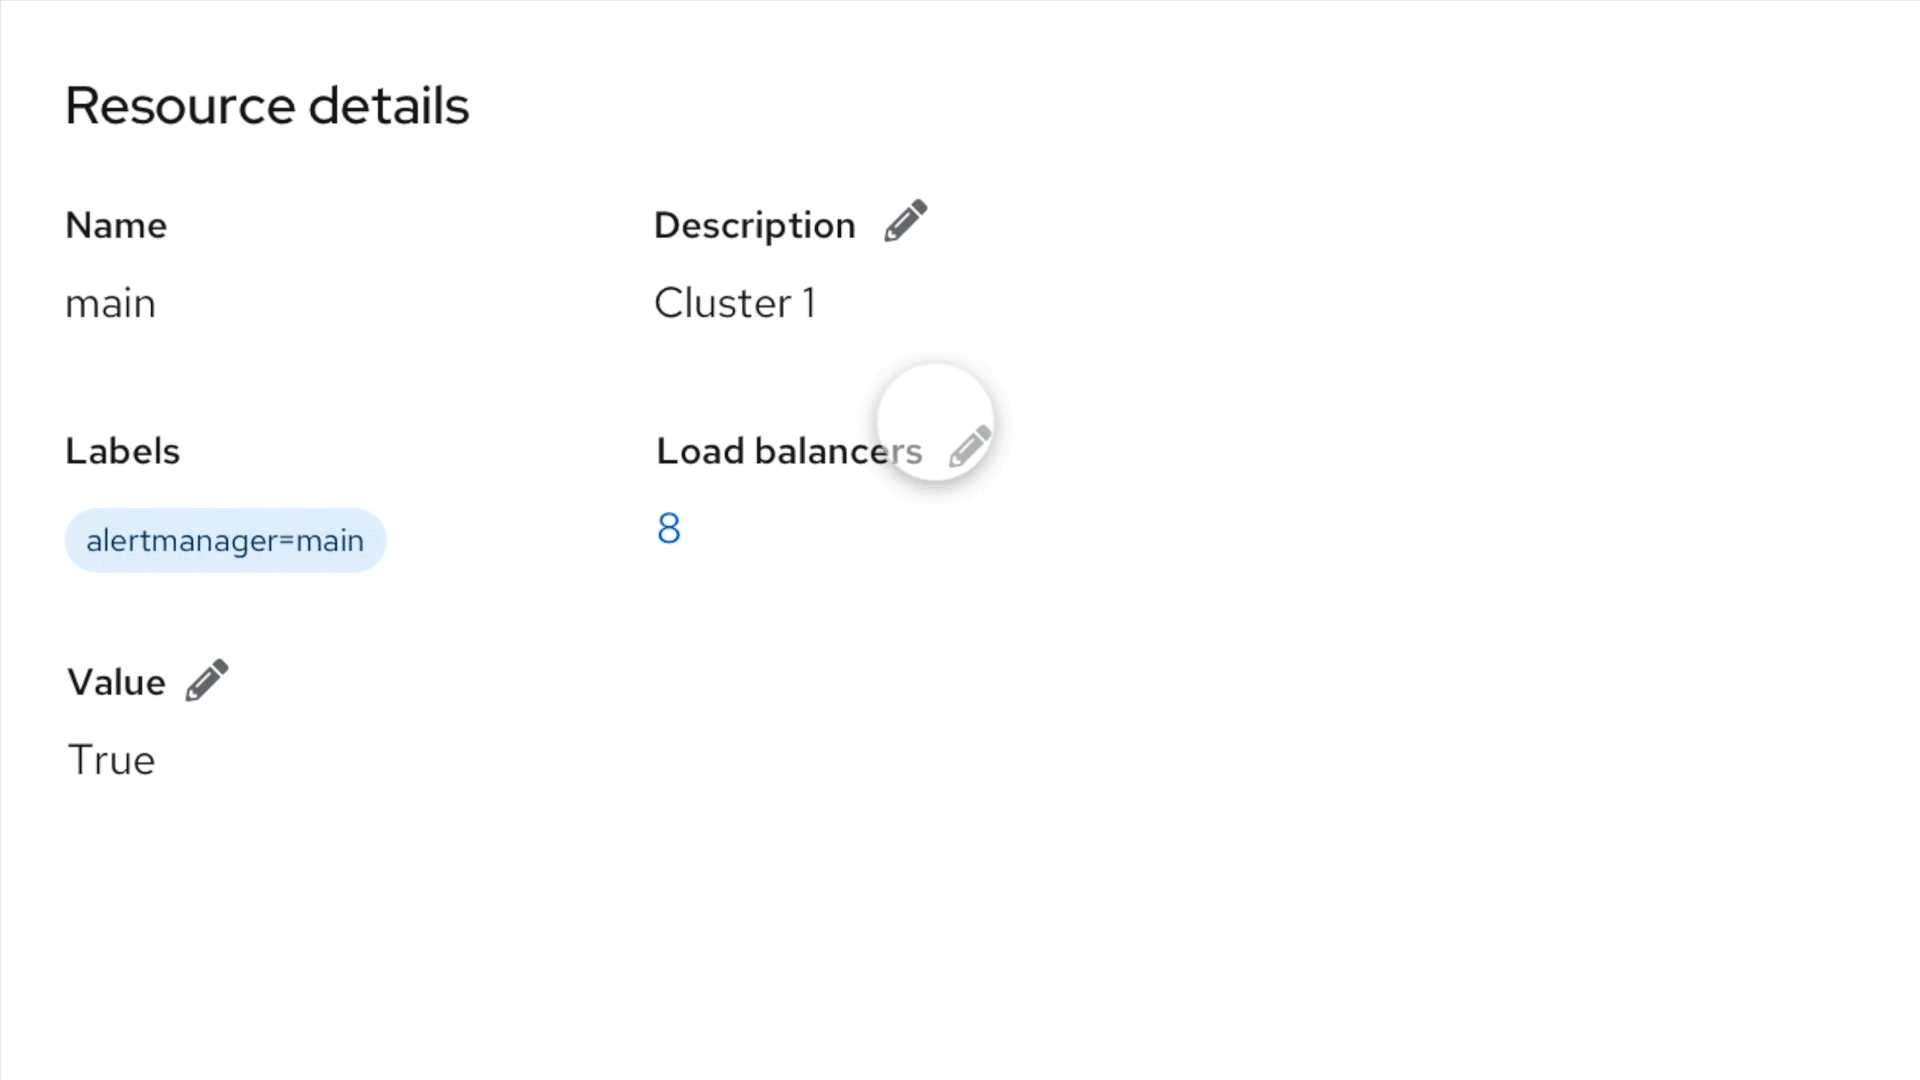 Resource details
Name
main
Description
Cluster 1
Labels
alertmanager=main
Load balancers
8
Value
True